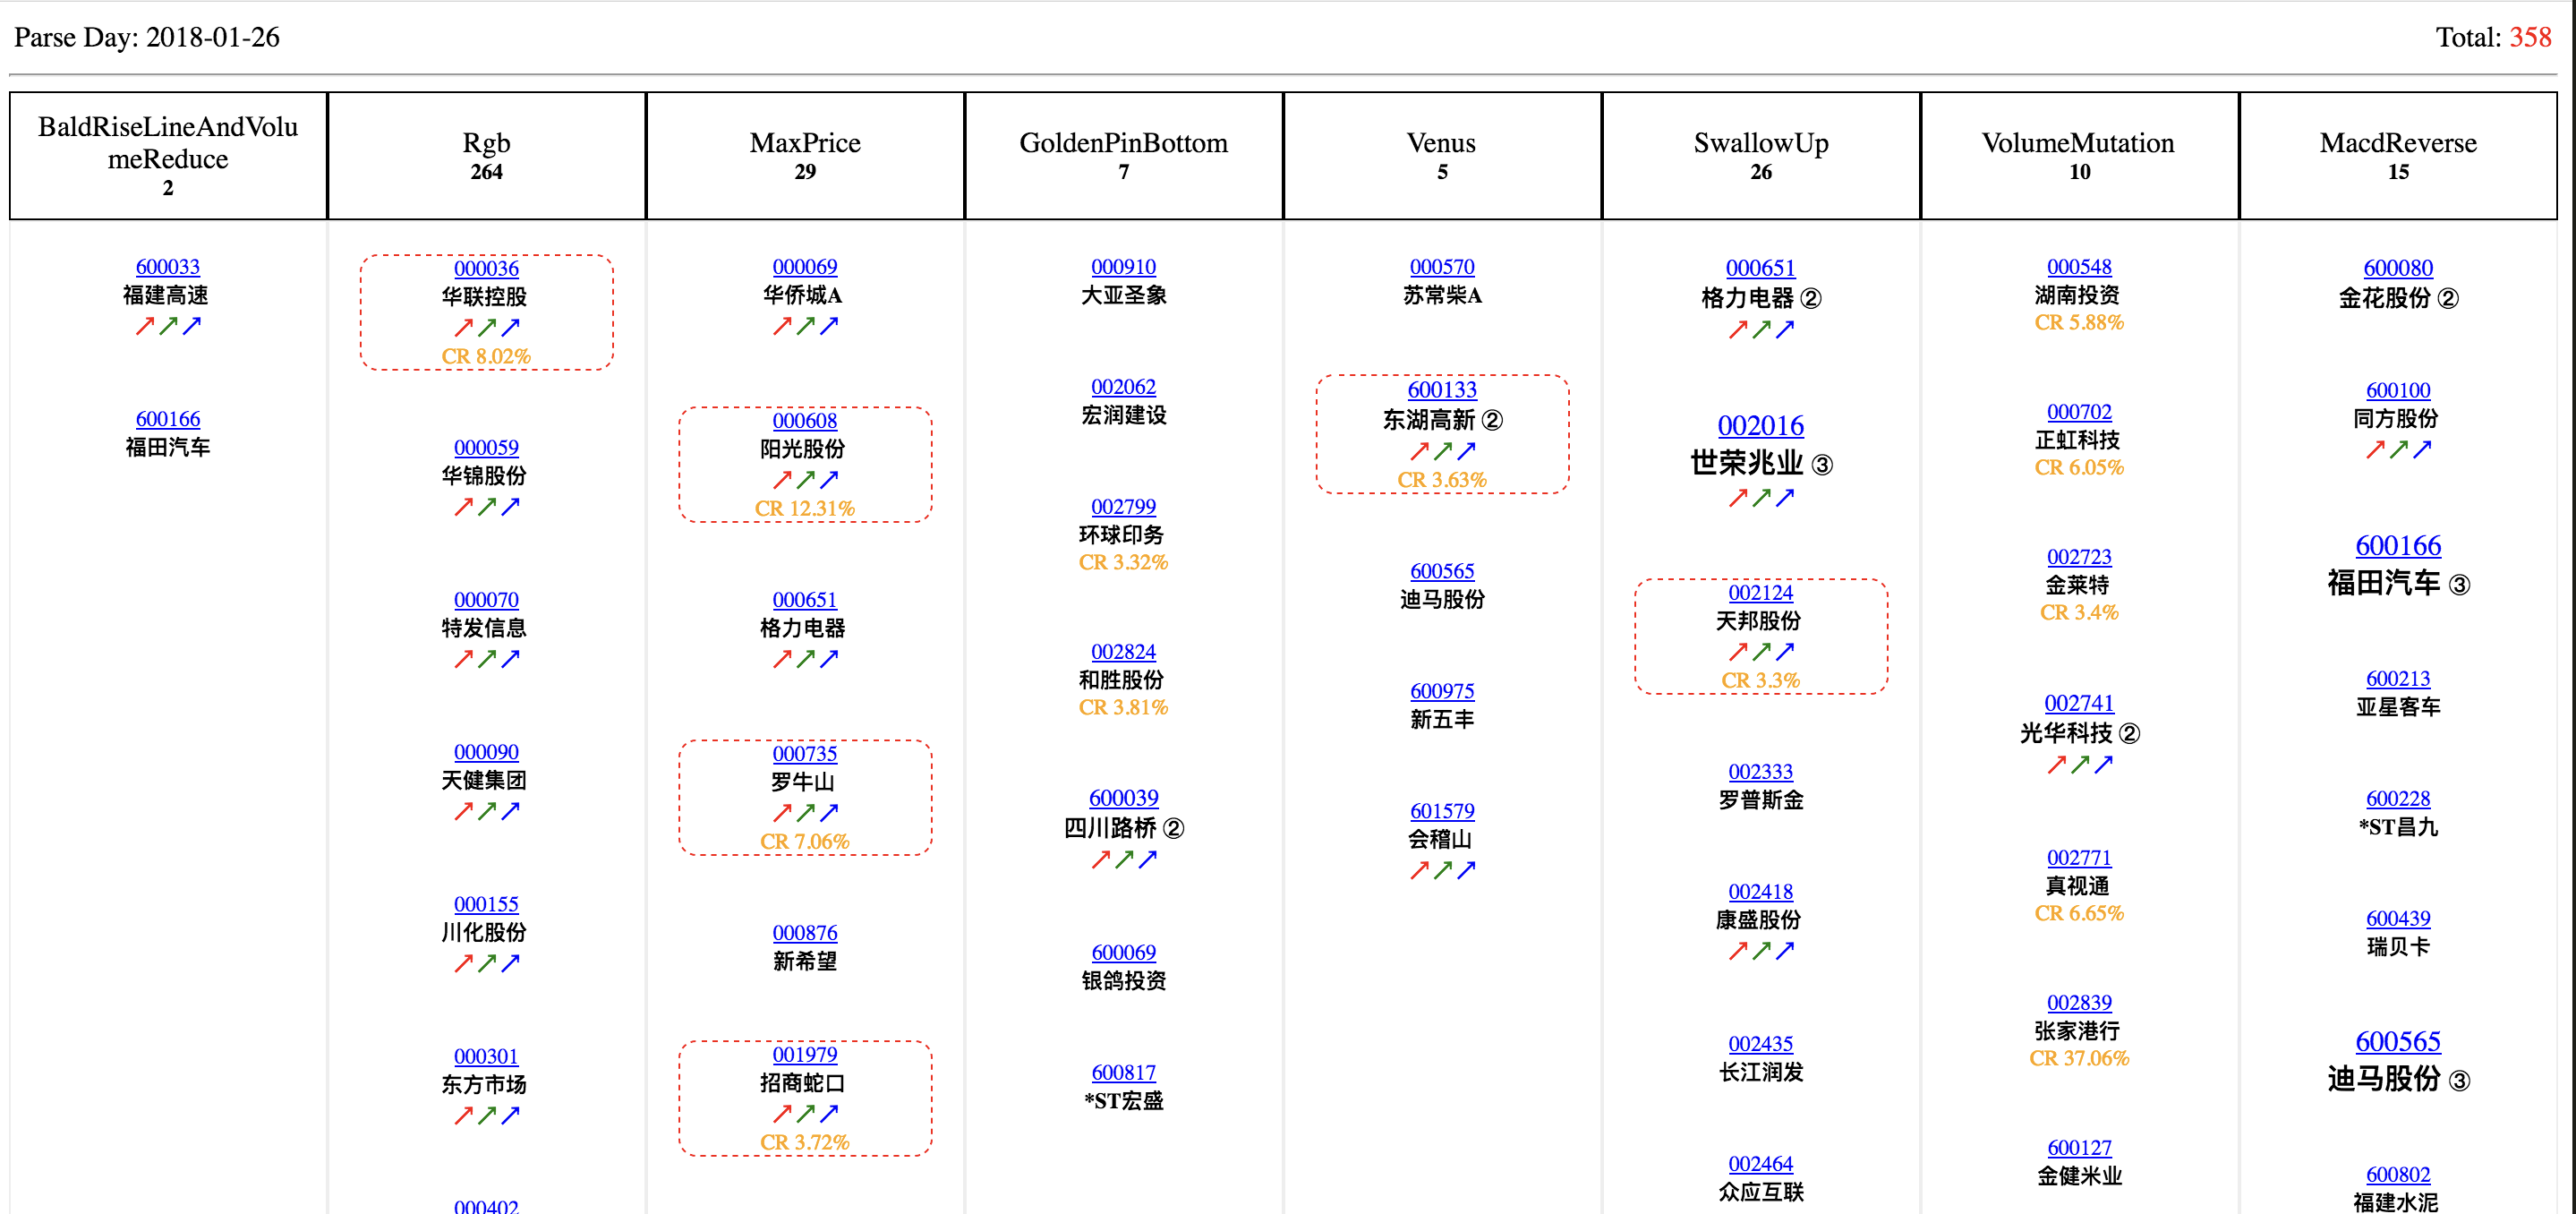 Parse Day: 2018-01-26
Total: 358
BaldRiseLineAndVolu
meReduce
2
Rgb
264
MaxPrice
29
GoldenPinBottom
7
Venus
5
SwallowUp
26
VolumeMutation
10
MacdReverse
15
600033
福建高速
600166
福田汽车
000036
华联控股
CR 8.02%
000059
华锦股份
000070
特发信息
000090
天健集团
000155
川化股份
000301
东方市场
000402
000069
华侨城A
000608
阳光股份
CR 12.31%
000651
格力电器
000735
罗牛山
CR 7.06%
000876
新希望
001979
招商蛇口
CR 3.72%
000910
大亚圣象
002062
宏润建设
002799
环球印务
CR 3.32%
002824
和胜股份
CR 3.81%
600039
四川路桥 ②
600069
银鸽投资
600817
*ST宏盛
000570
苏常柴A
600133
东湖高新 ②
CR 3.63%
600565
迪马股份
600975
新五丰
601579
会稽山
000651
格力电器 ②
002016
世荣兆业 ③
002124
天邦股份
CR 3.3%
002333
罗普斯金
002418
康盛股份
002435
长江润发
002464
众应互联
000548
湖南投资
CR 5.88%
000702
正虹科技
CR 6.05%
002723
金莱特
CR 3.4%
002741
光华科技 ②
002771
真视通
CR 6.65%
002839
张家港行
CR 37.06%
600127
金健米业
600080
金花股份 ②
600100
同方股份
600166
福田汽车 ③
600213
亚星客车
600228
*ST昌九
600439
瑞贝卡
600565
迪马股份 ③
600802
福建水泥